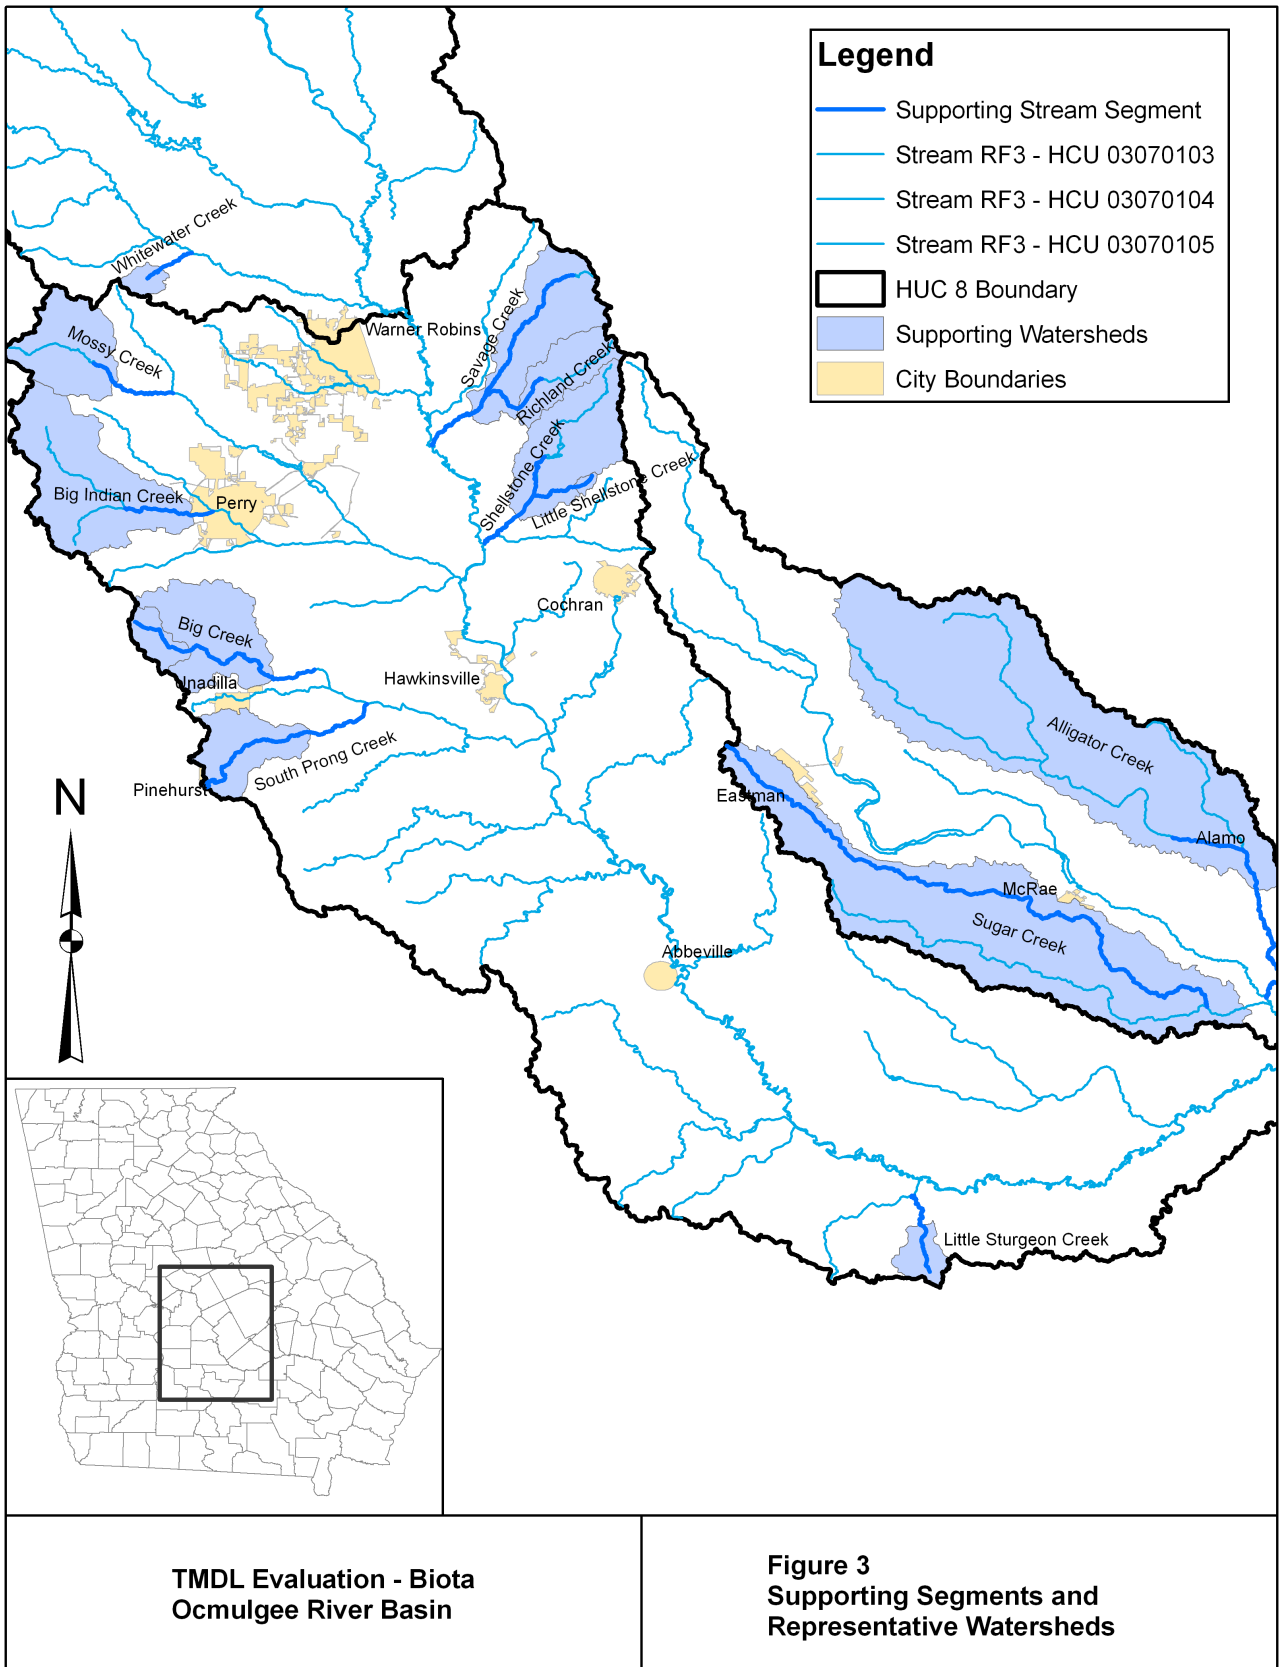 Legend
Supporting Stream Segment
Stream RF3 - HCU 03070103
Stream RF3 - HCU 03070104
Stream RF3 - HCU 03070105
HUC 8 Boundary
Supporting Watersheds
City Boundaries
Whitewater Creek
Mossy Creek
Warner Robins
Savage Creek
Richland Creek
Shellstone Creek
Little Shellstone Creek
Big Indian Creek
Perry
Cochran
Big Creek
Hawkinsville
Unadilla
South Prong Creek
Pinehurst
Alligator Creek
Eastman
Alamo
McRae
Sugar Creek
Abbeville
N
Little Sturgeon Creek
TMDL Evaluation - Biota
Ocmulgee River Basin
Figure 3
Supporting Segments and
Representative Watersheds